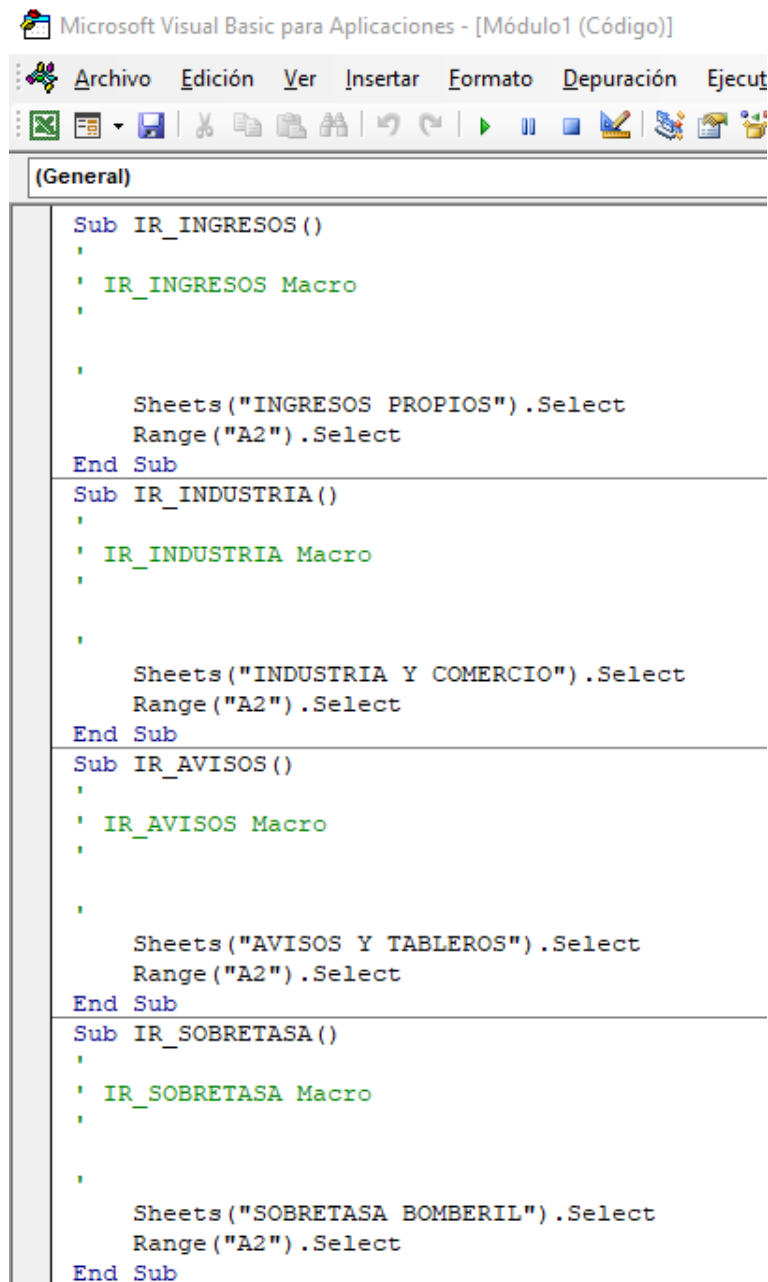 Microsoft Visual Basic para Aplicaciones - [Módulo1 (Código)]
Archivo Edición Ver Insertar Formato Depuración Ejecut
(General)
Sub IR_INGRESOS()
'
' IR_INGRESOS Macro
'
'
Sheets("INGRESOS PROPIOS").Select
Range("A2").Select
End Sub
Sub IR_INDUSTRIA()
'
' IR_INDUSTRIA Macro
'
'
Sheets("INDUSTRIA Y COMERCIO").Select
Range("A2").Select
End Sub
Sub IR_AVISOS()
'
' IR_AVISOS Macro
'
'
Sheets("AVISOS Y TABLEROS").Select
Range("A2").Select
End Sub
Sub IR_SOBRETASA()
'
' IR_SOBRETASA Macro
'
'
Sheets("SOBRETASA BOMBERIL").Select
Range("A2").Select
End Sub